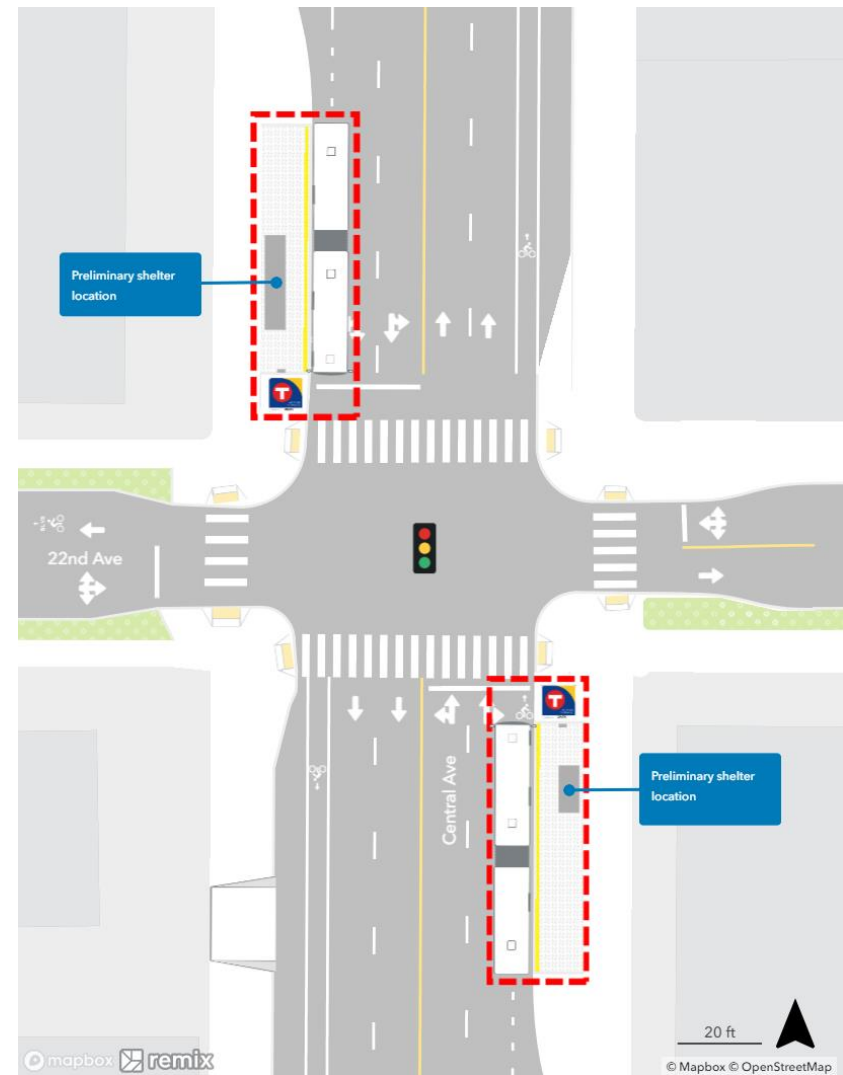 Preliminary shelter
location
T
22nd Ave
Central Ave
T
Preliminary shelter
location
20 ft
mapbox remix
© Mapbox © OpenStreetMap